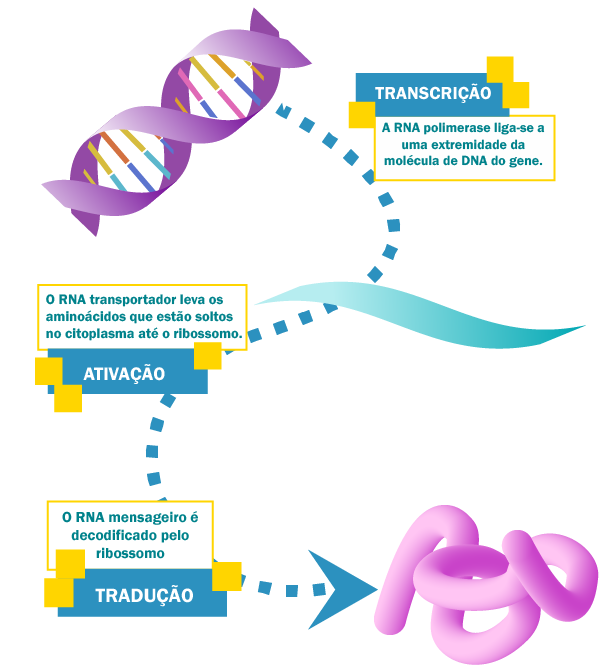 TRANSCRIÇÃO
A RNA polimerase liga-se a
uma extremidade da
molécula de DNA do gene.
O RNA transportador leva os
aminoácidos que estão soltos
no citoplasma até o ribossomo.
ATIVAÇÃO
O RNA mensageiro é
decodificado pelo
ribossomo
TRADUÇÃO